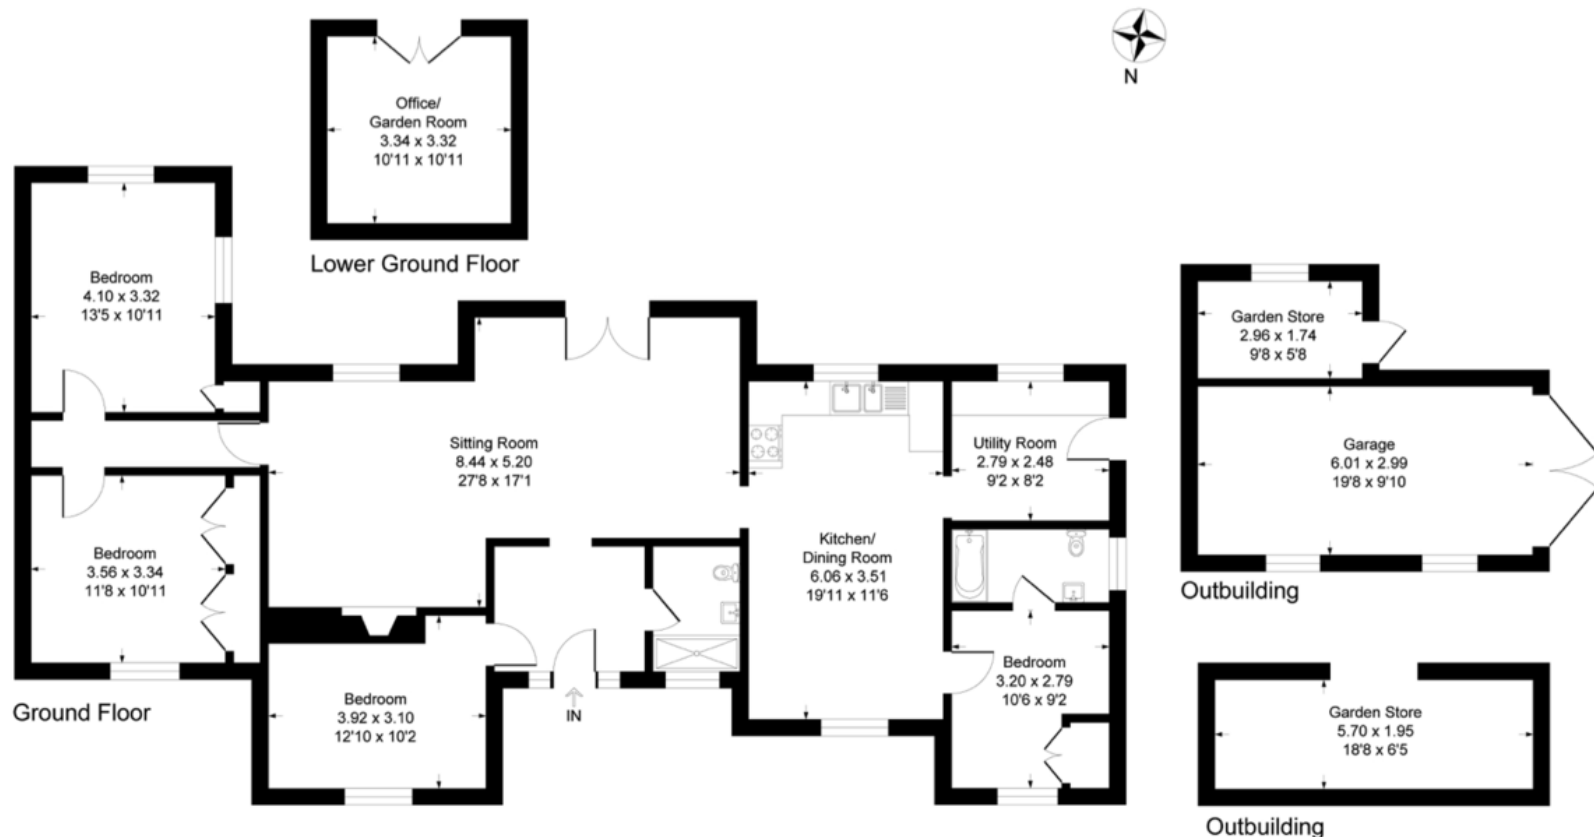 N
Office/
Garden Room
3.34 x 3.32
10'11 x 10'11
Lower Ground Floor
Bedroom
4.10 x 3.32
13'5 x 10'11
Sitting Room
8.44 x 5.20
27'8 x 17'1
Utility Room
2.79 x 2.48
9'2 x 8'2
Kitchen/
Dining Room
6.06 x 3.51
19'11 x 11'6
Bedroom
3.56 x 3.34
11'8 x 10'11
Bedroom
3.20 x 2.79
10'6 x 9'2
Bedroom
3.92 x 3.10
12'10 x 10'2
IN
Ground Floor
Garden Store
2.96 x 1.74
9'8 x 5'8
Garage
6.01 x 2.99
19'8 x 9'10
Outbuilding
Garden Store
5.70 x 1.95
18'8 x 6'5
Outbuilding